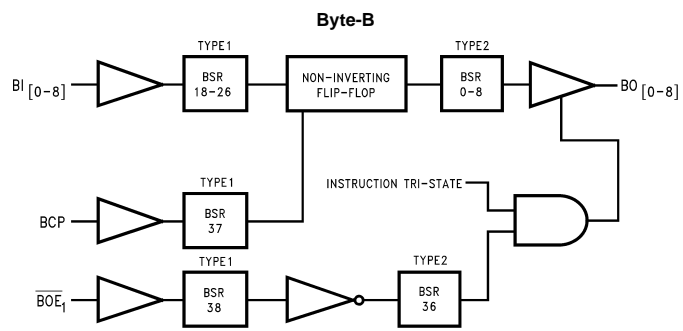 Byte-B
TYPE1
TYPE2
BI [0-8]
BSR
18-26
NON-INVERTING
FLIP-FLOP
BSR
0-8
BO [0-8]
TYPE1
INSTRUCTION TRI-STATE
BCP
BSR
37
TYPE1
TYPE2
B̅O̅E̅₁
BSR
38
BSR
36